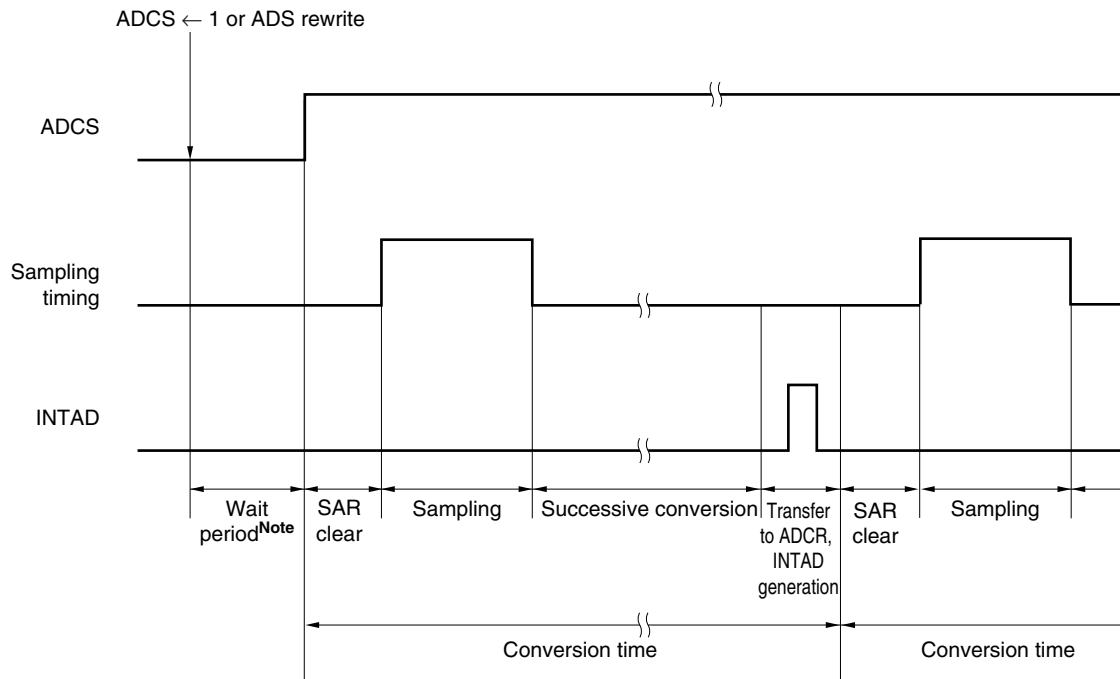 ADCS ← 1 or ADS rewrite
ADCS
Sampling
timing
INTAD
Wait
periodNote
SAR
clear
Sampling
Successive conversion
Transfer
to ADCR,
INTAD
generation
SAR
clear
Sampling
Conversion time
Conversion time